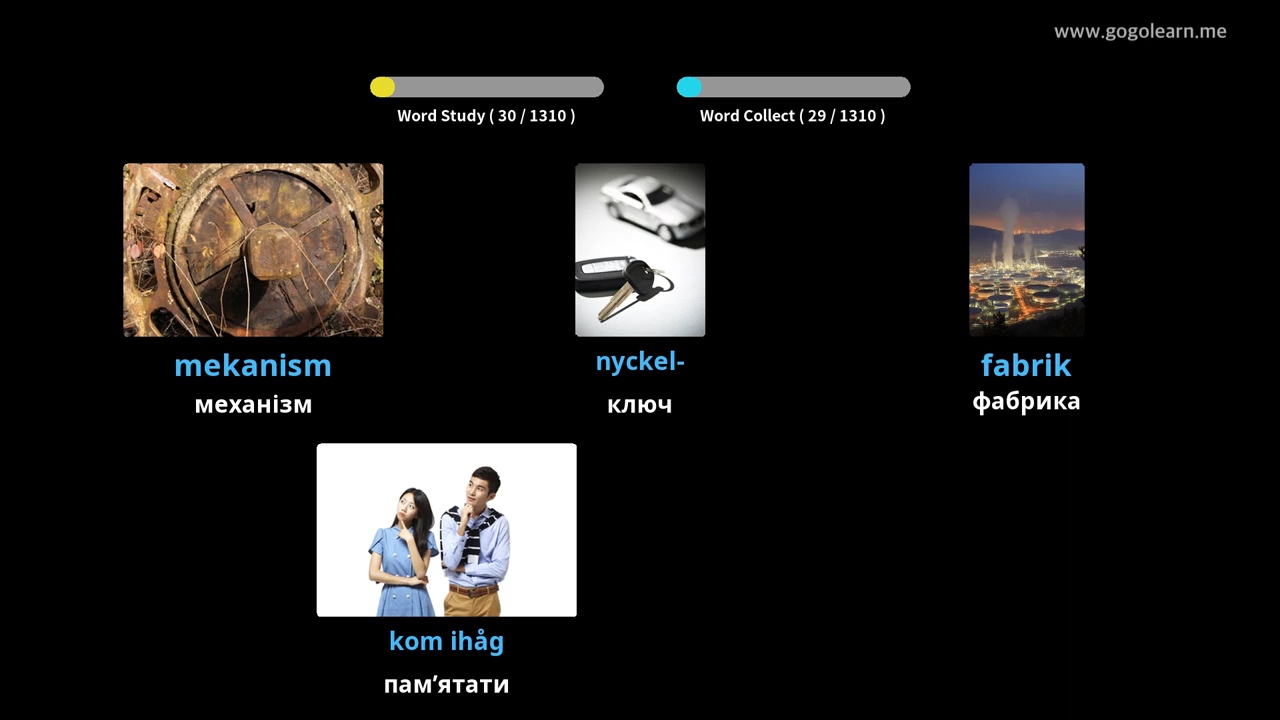 www.gogolearn.me
Word Study ( 30 / 1310 )
Word Collect ( 29 / 1310 )
mekanism
механізм
nyckel-
ключ
fabrik
фабрика
kom ihåg
пам’ятати